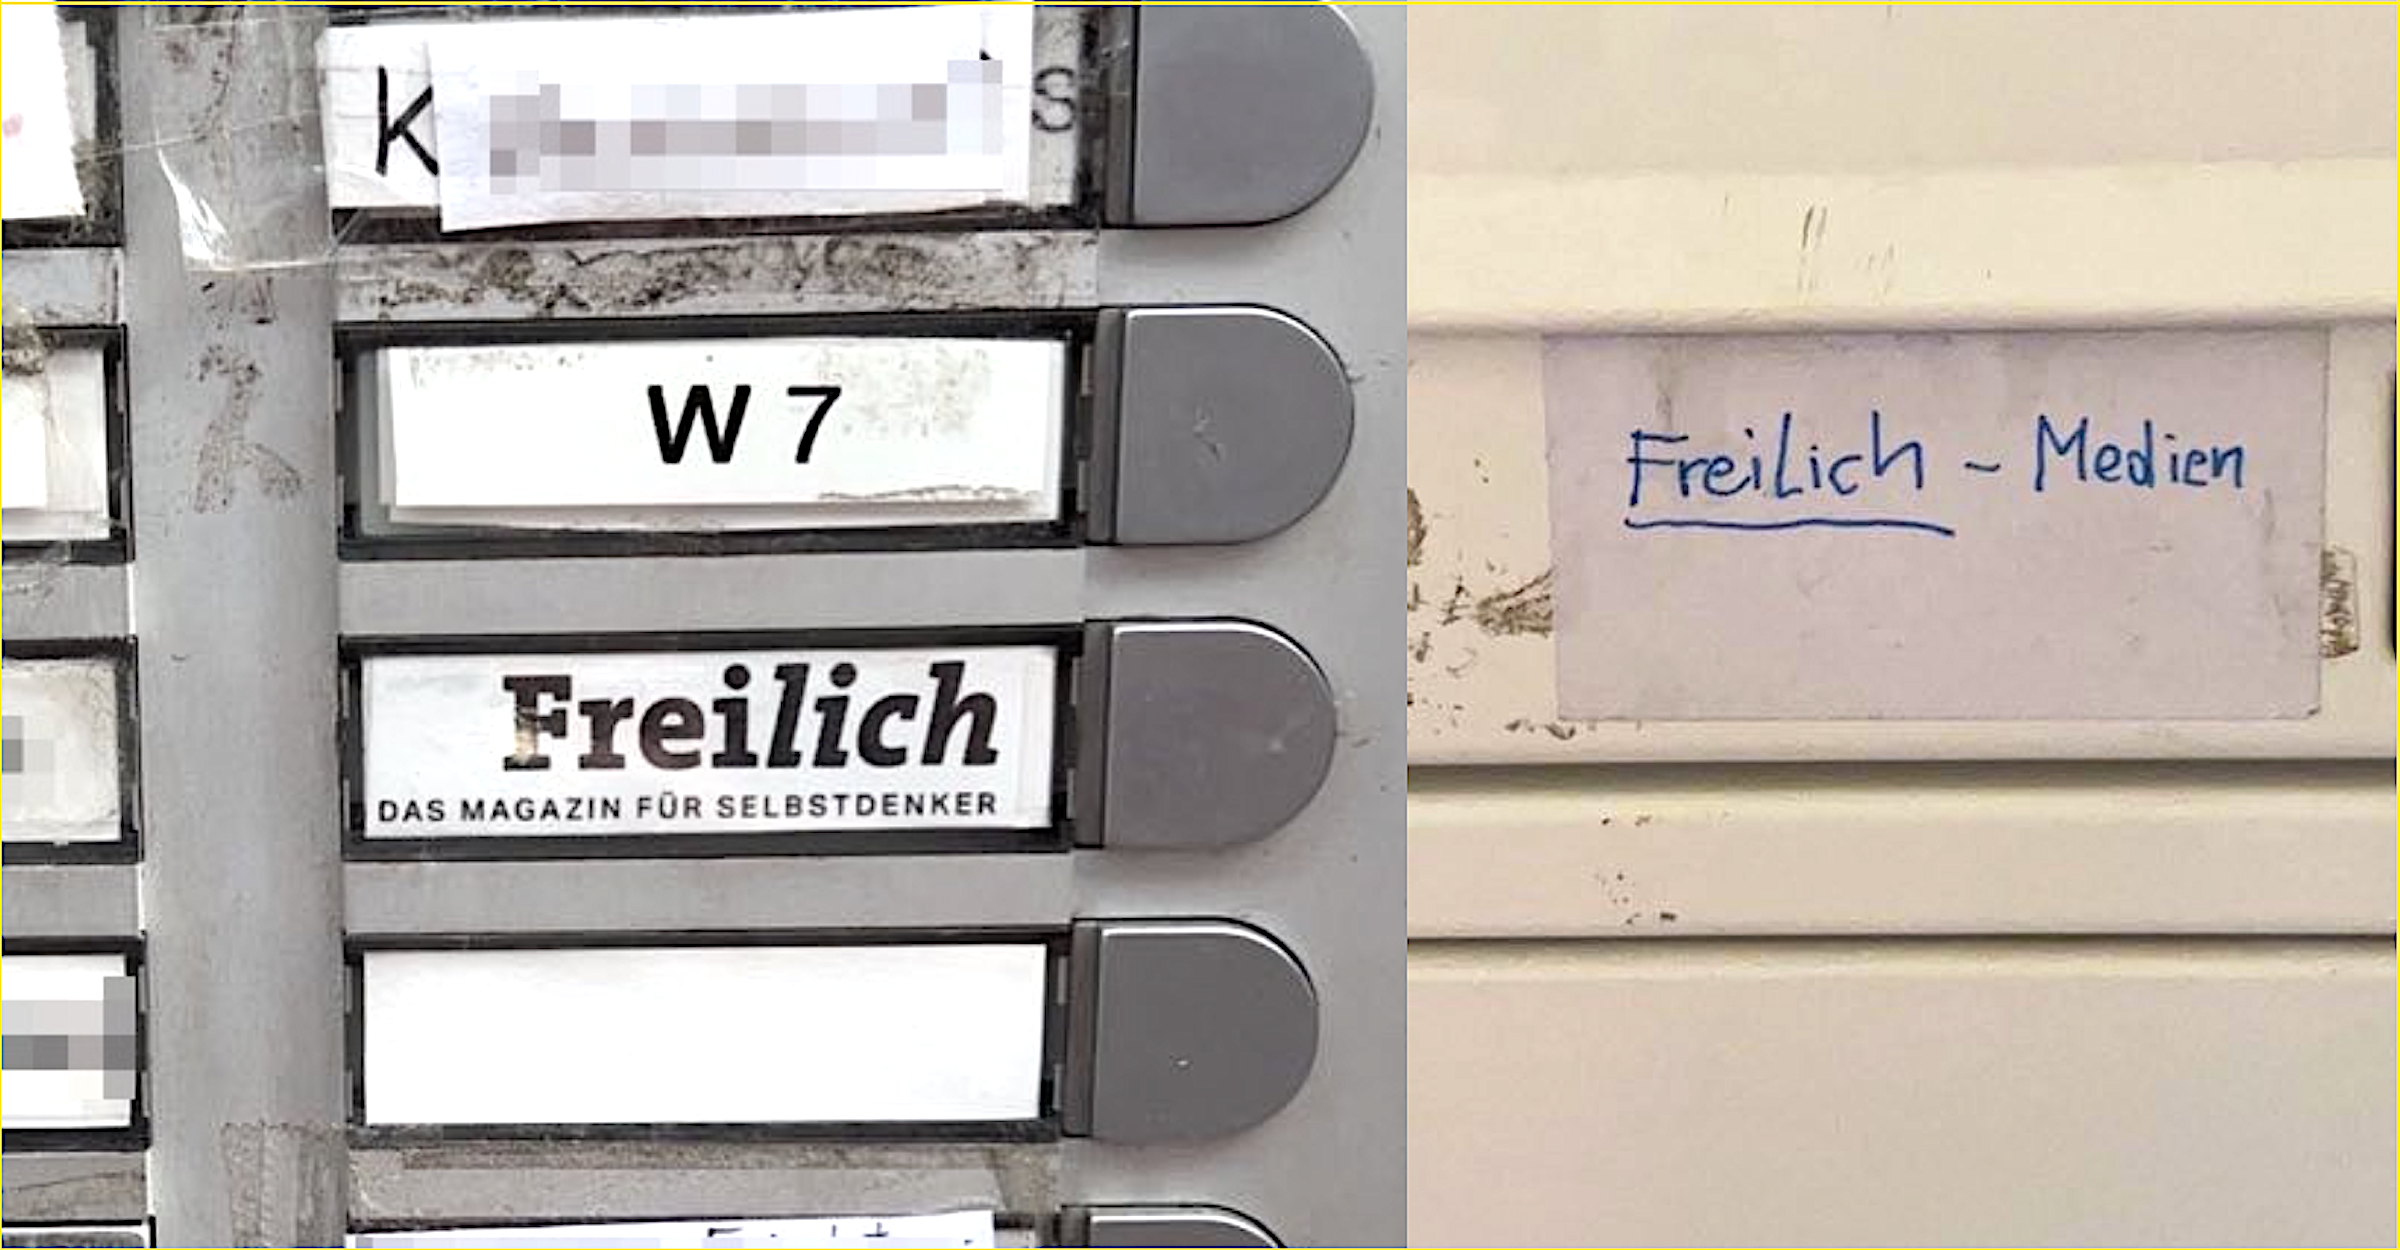 K
S
W 7
Freilich
DAS MAGAZIN FÜR SELBSTDENKER
FreiLich - Medien